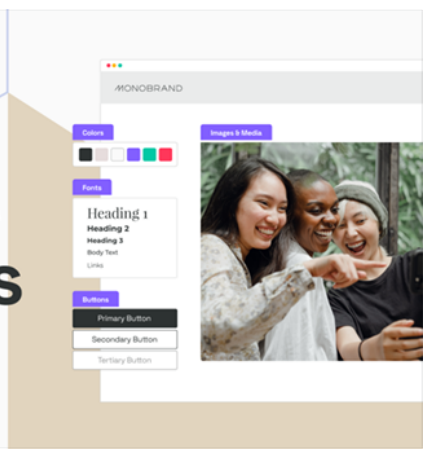 MONOBRAND
Colors
Images & Media
Fonts
Heading 1
Heading 2
Heading 3
Body Text
Links
s
Buttons
Primary Button
Secondary Button
Tertiary Button